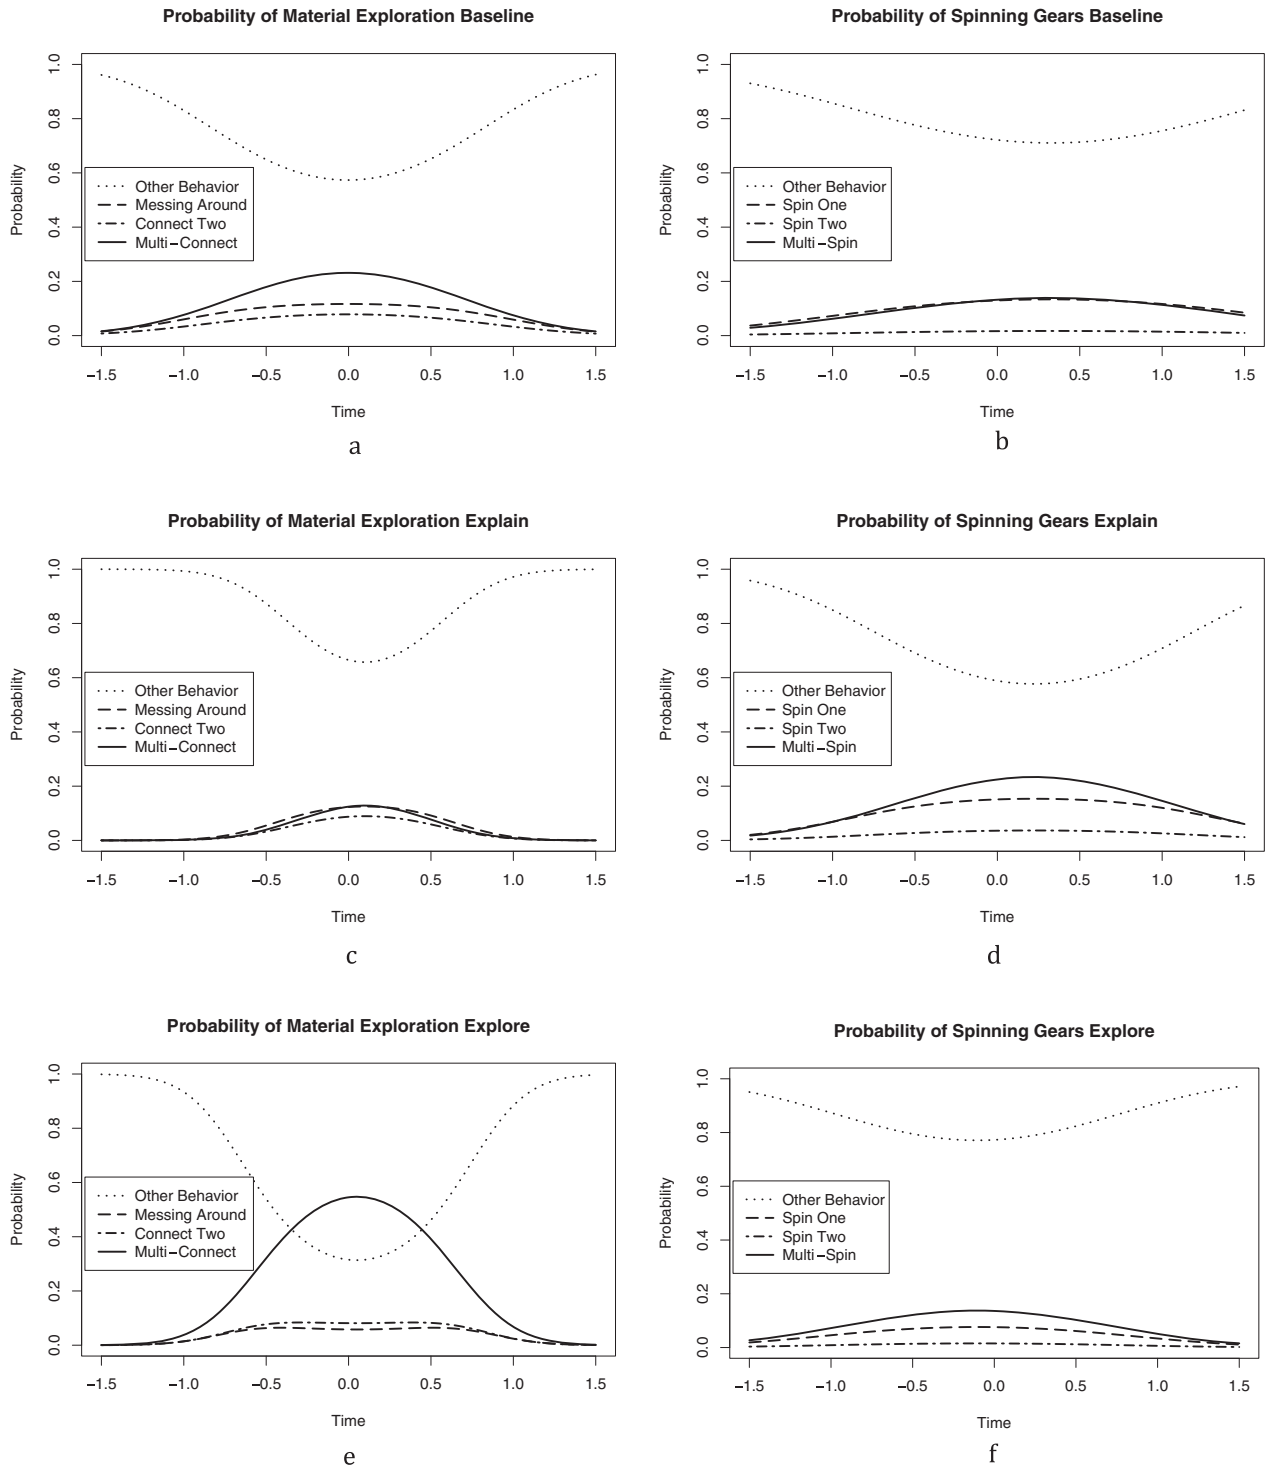 Probability of Material Exploration Baseline
Probability
1.0
0.8
0.6
0.4
0.2
0.0
Other Behavior
Messing Around
Connect Two
Multi-Connect
-1.5 -1.0 -0.5 0.0 0.5 1.0 1.5
Time
a
Probability of Spinning Gears Baseline
Probability
1.0
0.8
0.6
0.4
0.2
0.0
Other Behavior
Spin One
Spin Two
Multi-Spin
-1.5 -1.0 -0.5 0.0 0.5 1.0 1.5
Time
b
Probability of Material Exploration Explain
Probability
1.0
0.8
0.6
0.4
0.2
0.0
Other Behavior
Messing Around
Connect Two
Multi-Connect
-1.5 -1.0 -0.5 0.0 0.5 1.0 1.5
Time
c
Probability of Spinning Gears Explain
Probability
1.0
0.8
0.6
0.4
0.2
0.0
Other Behavior
Spin One
Spin Two
Multi-Spin
-1.5 -1.0 -0.5 0.0 0.5 1.0 1.5
Time
d
Probability of Material Exploration Explore
Probability
1.0
0.8
0.6
0.4
0.2
0.0
Other Behavior
Messing Around
Connect Two
Multi-Connect
-1.5 -1.0 -0.5 0.0 0.5 1.0 1.5
Time
e
Probability of Spinning Gears Explore
Probability
1.0
0.8
0.6
0.4
0.2
0.0
Other Behavior
Spin One
Spin Two
Multi-Spin
-1.5 -1.0 -0.5 0.0 0.5 1.0 1.5
Time
f